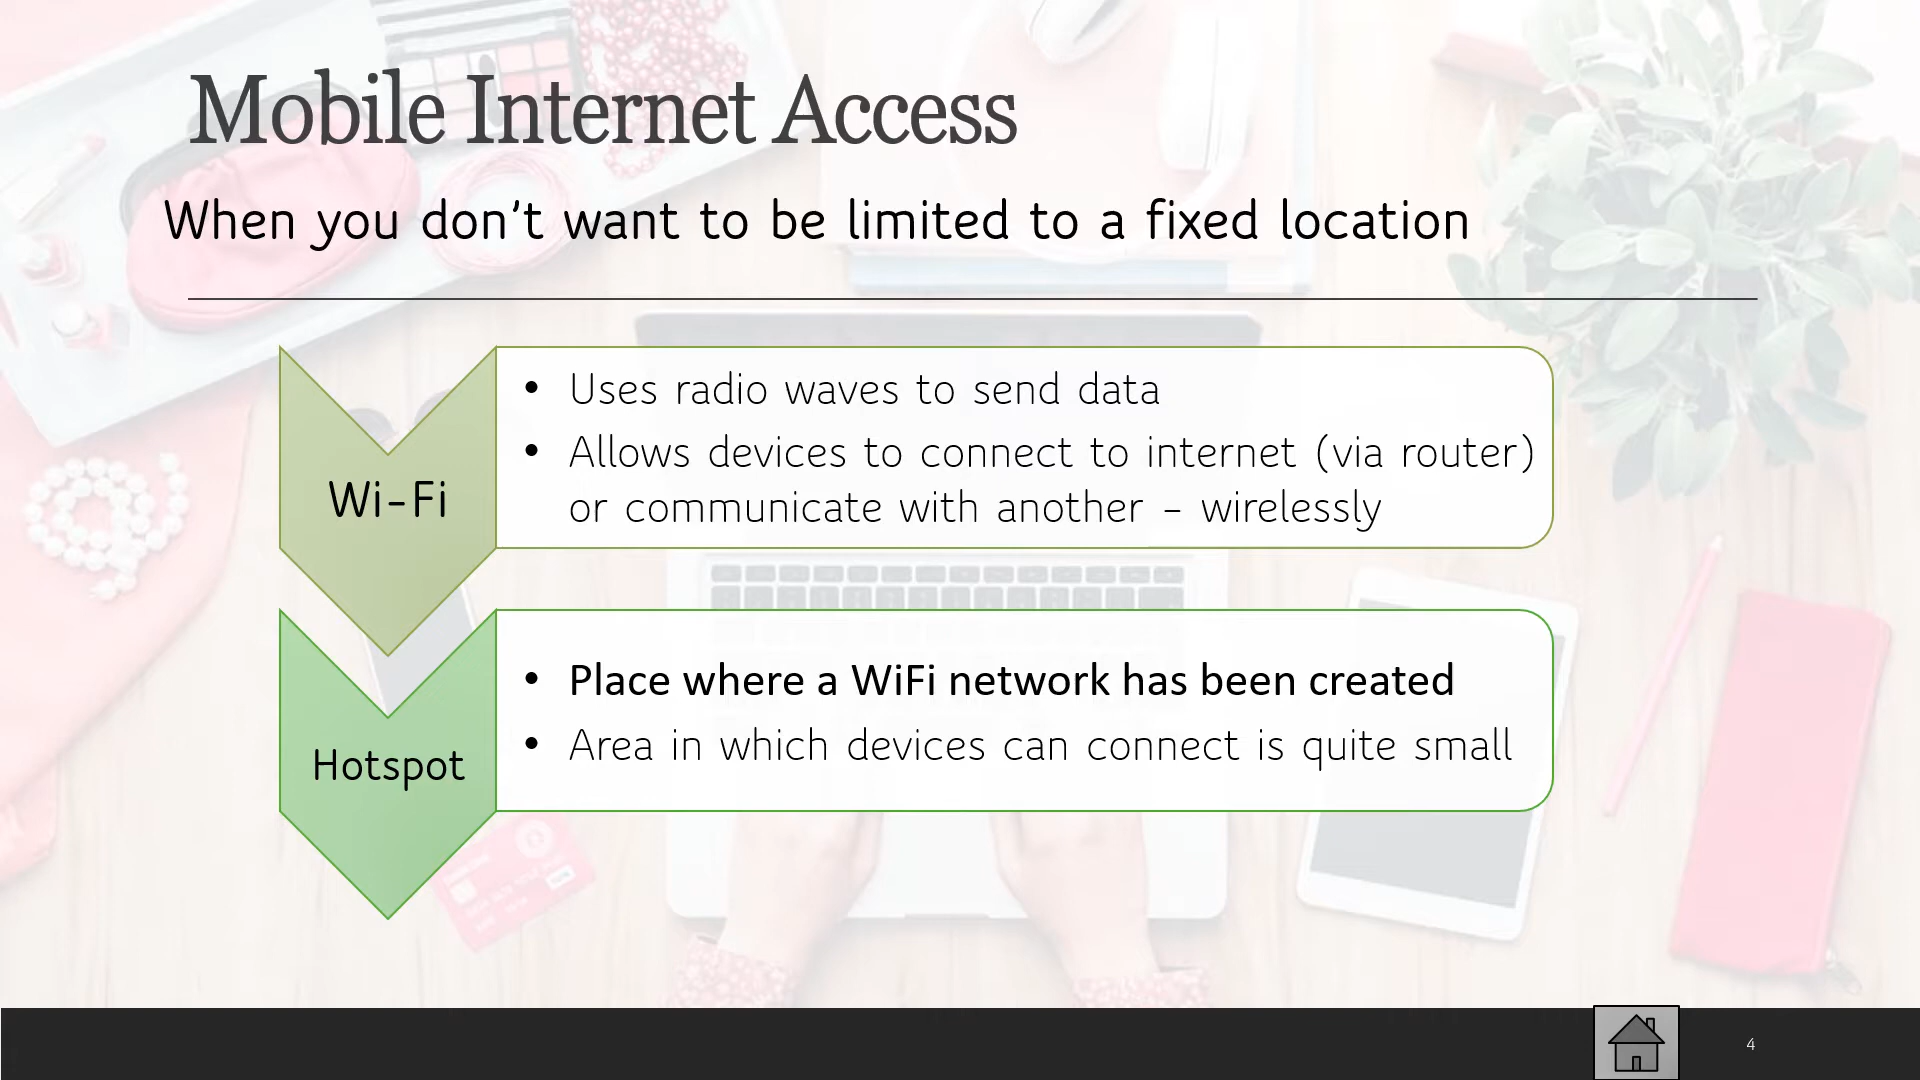 Mobile Internet Access
When you don’t want to be limited to a fixed location
Wi-Fi
• Uses radio waves to send data
• Allows devices to connect to internet (via router)
or communicate with another – wirelessly
Hotspot
• Place where a WiFi network has been created
• Area in which devices can connect is quite small
4